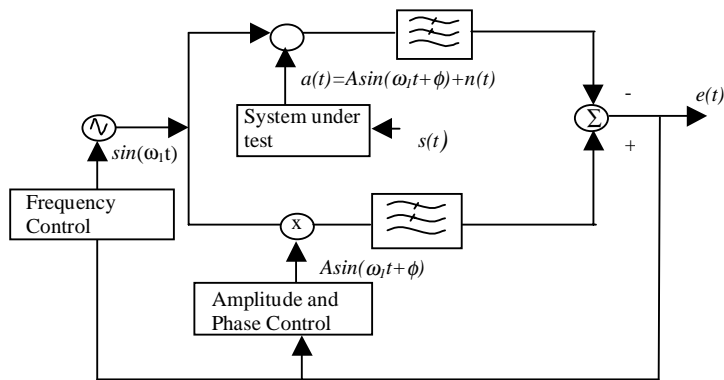 a(t)=Asin(ω₁t+ϕ)+n(t)
e(t)
-
System under
test
s(t)
Σ
sin(ω₁t)
+
Frequency
Control
x
Asin(ω₁t+ϕ)
Amplitude and
Phase Control